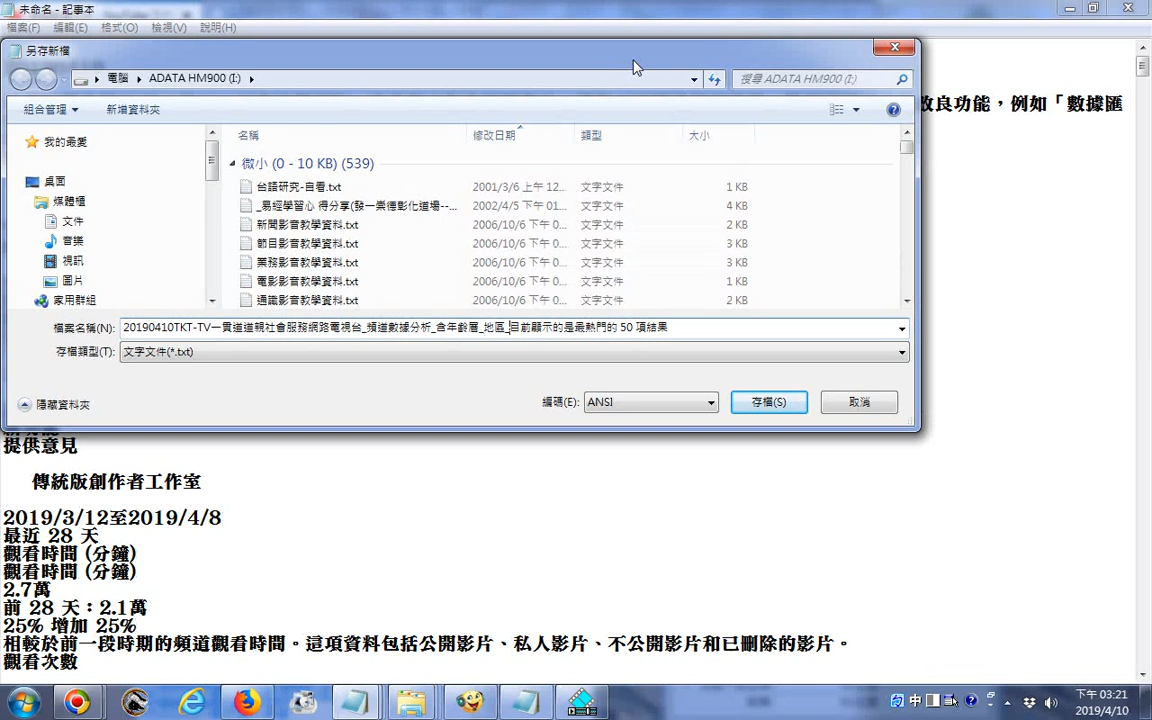 未命名 - 記事本
檔案(F) 編輯(E) 格式(O) 檢視(V) 說明(H)
另存新檔
電腦 ADATA HM900 (I:)
搜尋 ADATA HM900 (I:)
組合管理 新增資料夾
改良功能，例如「數據匯
我的最愛
桌面
媒體櫃
文件
音樂
視訊
圖片
家用群組
名稱 修改日期 類型 大小
微小 (0 - 10 KB) (539)
台語研究-自看.txt 2001/3/6 上午 12... 文字文件 1 KB
_易經學習心 得分享(發一崇德彰化道場--... 2002/4/5 下午 01... 文字文件 4 KB
新聞影音教學資料.txt 2006/10/6 下午 0... 文字文件 2 KB
節目影音教學資料.txt 2006/10/6 下午 0... 文字文件 3 KB
業務影音教學資料.txt 2006/10/6 下午 0... 文字文件 3 KB
電影影音教學資料.txt 2006/10/6 下午 0... 文字文件 1 KB
通識影音教學資料.txt 2006/10/6 下午 0... 文字文件 2 KB
檔案名稱(N): 20190410TKT-TV一貫道道親社會服務網路電視台_頻道數據分析_含年齡層_地區_目前顯示的是最熱門的 50 項結果
存檔類型(T): 文字文件(*.txt)
隱藏資料夾
編碼(E): ANSI 存檔(S) 取消
提供意見
傳統版創作者工作室
2019/3/12至2019/4/8
最近 28 天
觀看時間 (分鐘)
觀看時間 (分鐘)
2.7萬
前 28 天：2.1萬
25% 增加 25%
相較於前一段時期的頻道觀看時間。這項資料包括公開影片、私人影片、不公開影片和已刪除的影片。
觀看次數
中
下午 03:21
2019/4/10